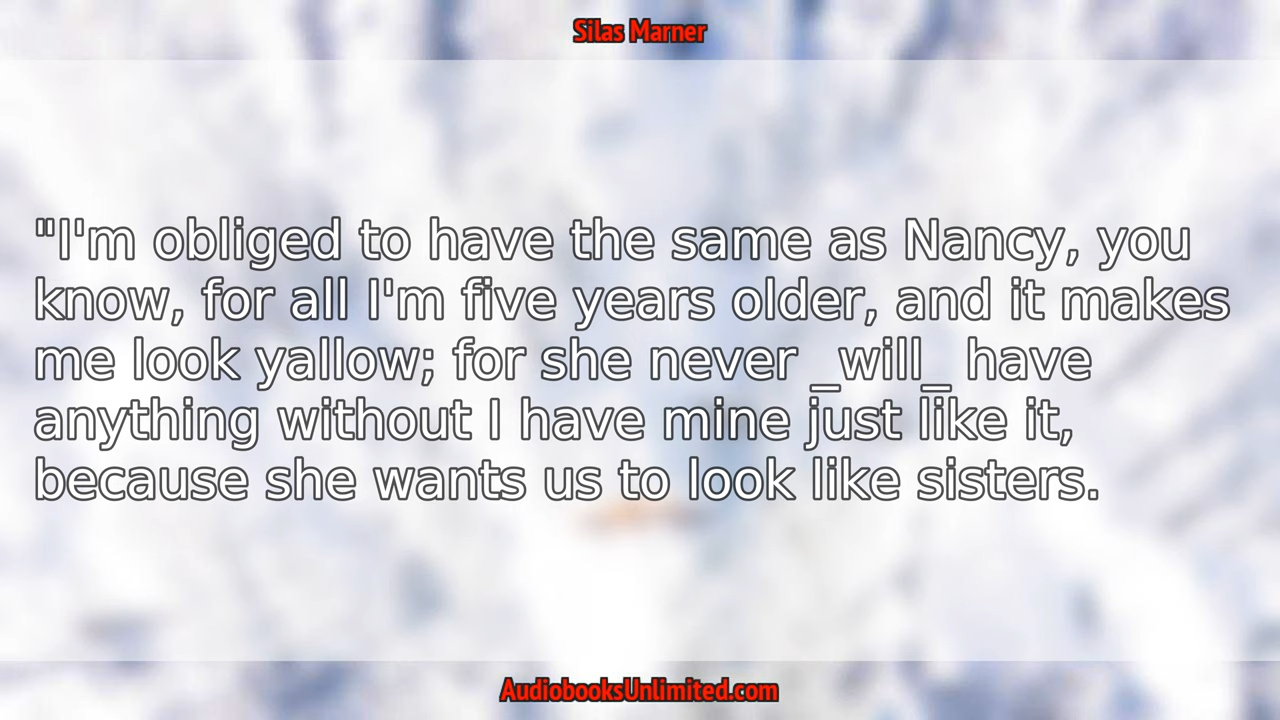 Silas Marner
"I'm obliged to have the same as Nancy, you
know, for all I'm five years older, and it makes
me look yallow; for she never _will_ have
anything without I have mine just like it,
because she wants us to look like sisters.
AudiobooksUnlimited.com